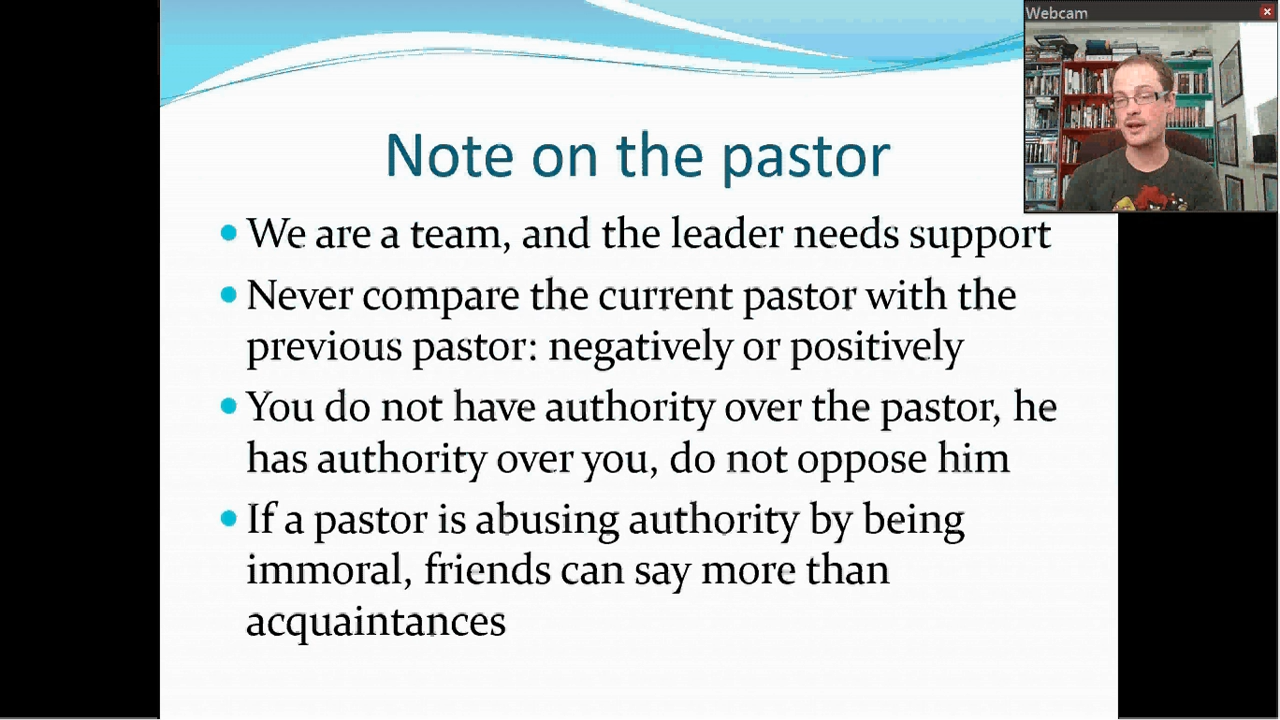 Webcam
Note on the pastor
• We are a team, and the leader needs support
• Never compare the current pastor with the
previous pastor: negatively or positively
• You do not have authority over the pastor, he
has authority over you, do not oppose him
• If a pastor is abusing authority by being
immoral, friends can say more than
acquaintances